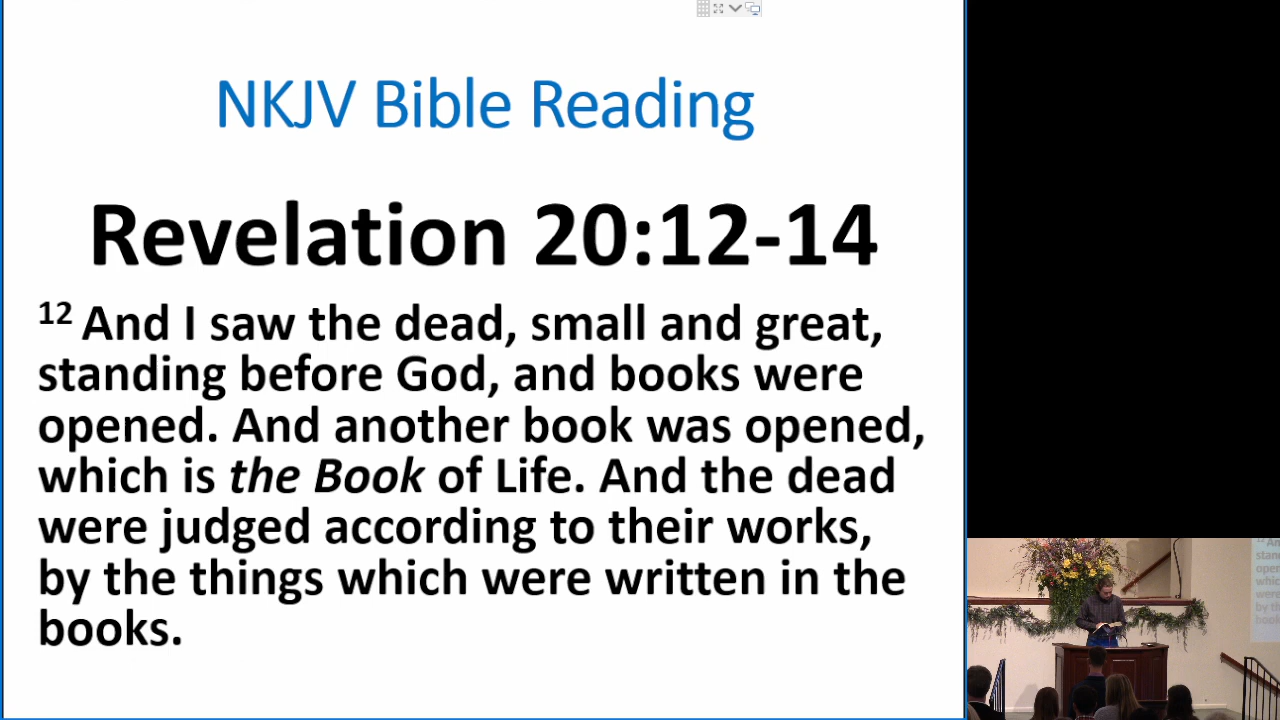 NKJV Bible Reading
Revelation 20:12-14
12 And I saw the dead, small and great,
standing before God, and books were
opened. And another book was opened,
which is the Book of Life. And the dead
were judged according to their works,
by the things which were written in the
books.